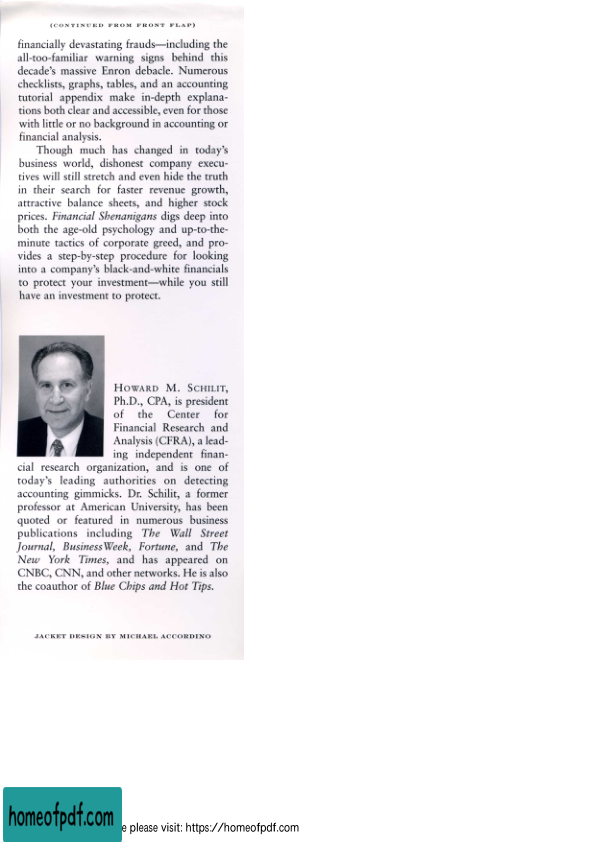 (CONTINUED FROM FRONT FLAP)
financially devastating frauds—including the
all-too-familiar warning signs behind this
decade's massive Enron debacle. Numerous
checklists, graphs, tables, and an accounting
tutorial appendix make in-depth explana-
tions both clear and accessible, even for those
with little or no background in accounting or
financial analysis.
Though much has changed in today's
business world, dishonest company execu-
tives will still stretch and even hide the truth
in their search for faster revenue growth,
attractive balance sheets, and higher stock
prices. Financial Shenanigans digs deep into
both the age-old psychology and up-to-the-
minute tactics of corporate greed, and pro-
vides a step-by-step procedure for looking
into a company's black-and-white financials
to protect your investment—while you still
have an investment to protect.
HOWARD M. SCHILIT,
Ph.D., CPA, is president
of the Center for
Financial Research and
Analysis (CFRA), a lead-
ing independent finan-
cial research organization, and is one of
today's leading authorities on detecting
accounting gimmicks. Dr. Schilit, a former
professor at American University, has been
quoted or featured in numerous business
publications including The Wall Street
Journal, BusinessWeek, Fortune, and The
New York Times, and has appeared on
CNBC, CNN, and other networks. He is also
the coauthor of Blue Chips and Hot Tips.
JACKET DESIGN BY MICHAEL ACCORDINO
homeofpdf.com
e please visit: https://homeofpdf.com